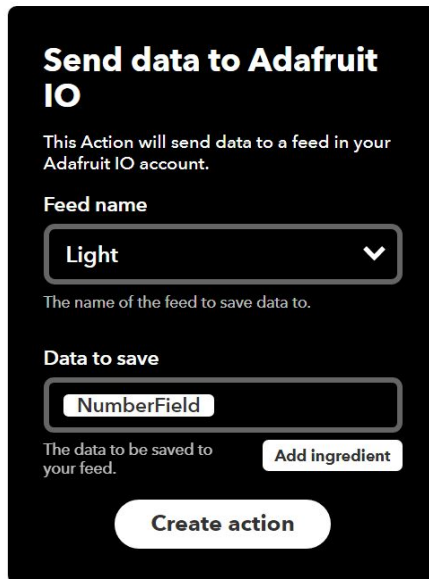 Send data to Adafruit
IO
This Action will send data to a feed in your
Adafruit IO account.
Feed name
Light
The name of the feed to save data to.
Data to save
NumberField
The data to be saved to
your feed.
Add ingredient
Create action